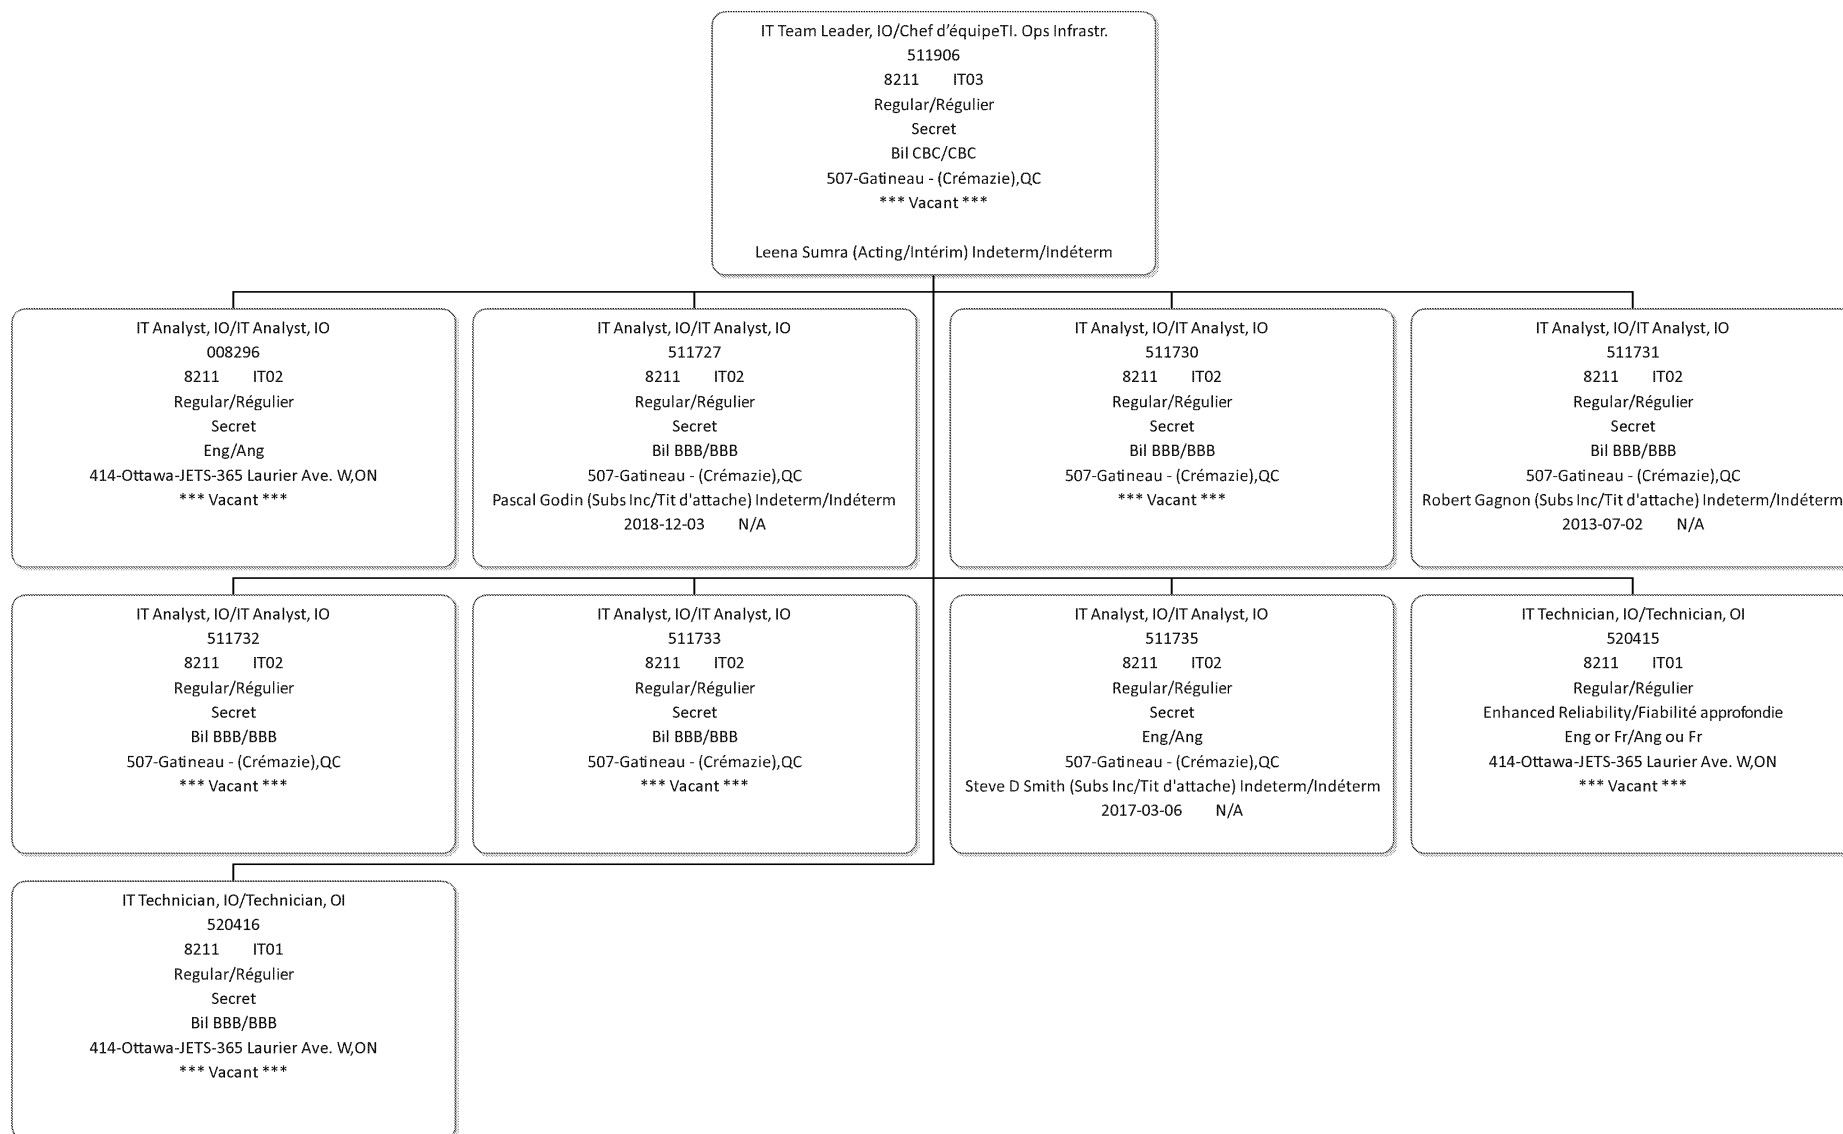 IT Team Leader, IO/Chef d’équipeTI. Ops Infrastr.
511906
8211 IT03
Regular/Régulier
Secret
Bil CBC/CBC
507-Gatineau - (Crémazie),QC
*** Vacant ***
Leena Sumra (Acting/Intérim) Indeterm/Indéterm
IT Analyst, IO/IT Analyst, IO
008296
8211 IT02
Regular/Régulier
Secret
Eng/Ang
414-Ottawa-JETS-365 Laurier Ave. W,ON
*** Vacant ***
IT Analyst, IO/IT Analyst, IO
511727
8211 IT02
Regular/Régulier
Secret
Bil BBB/BBB
507-Gatineau - (Crémazie),QC
Pascal Godin (Subs Inc/Tit d'attache) Indeterm/Indéterm
2018-12-03 N/A
IT Analyst, IO/IT Analyst, IO
511730
8211 IT02
Regular/Régulier
Secret
Bil BBB/BBB
507-Gatineau - (Crémazie),QC
*** Vacant ***
IT Analyst, IO/IT Analyst, IO
511731
8211 IT02
Regular/Régulier
Secret
Bil BBB/BBB
507-Gatineau - (Crémazie),QC
Robert Gagnon (Subs Inc/Tit d'attache) Indeterm/Indéterm
2013-07-02 N/A
IT Analyst, IO/IT Analyst, IO
511732
8211 IT02
Regular/Régulier
Secret
Bil BBB/BBB
507-Gatineau - (Crémazie),QC
*** Vacant ***
IT Analyst, IO/IT Analyst, IO
511733
8211 IT02
Regular/Régulier
Secret
Bil BBB/BBB
507-Gatineau - (Crémazie),QC
*** Vacant ***
IT Analyst, IO/IT Analyst, IO
511735
8211 IT02
Regular/Régulier
Secret
Eng/Ang
507-Gatineau - (Crémazie),QC
Steve D Smith (Subs Inc/Tit d'attache) Indeterm/Indéterm
2017-03-06 N/A
IT Technician, IO/Technician, OI
520415
8211 IT01
Regular/Régulier
Enhanced Reliability/Fiabilité approfondie
Eng or Fr/Ang ou Fr
414-Ottawa-JETS-365 Laurier Ave. W,ON
*** Vacant ***
IT Technician, IO/Technician, OI
520416
8211 IT01
Regular/Régulier
Secret
Bil BBB/BBB
414-Ottawa-JETS-365 Laurier Ave. W,ON
*** Vacant ***